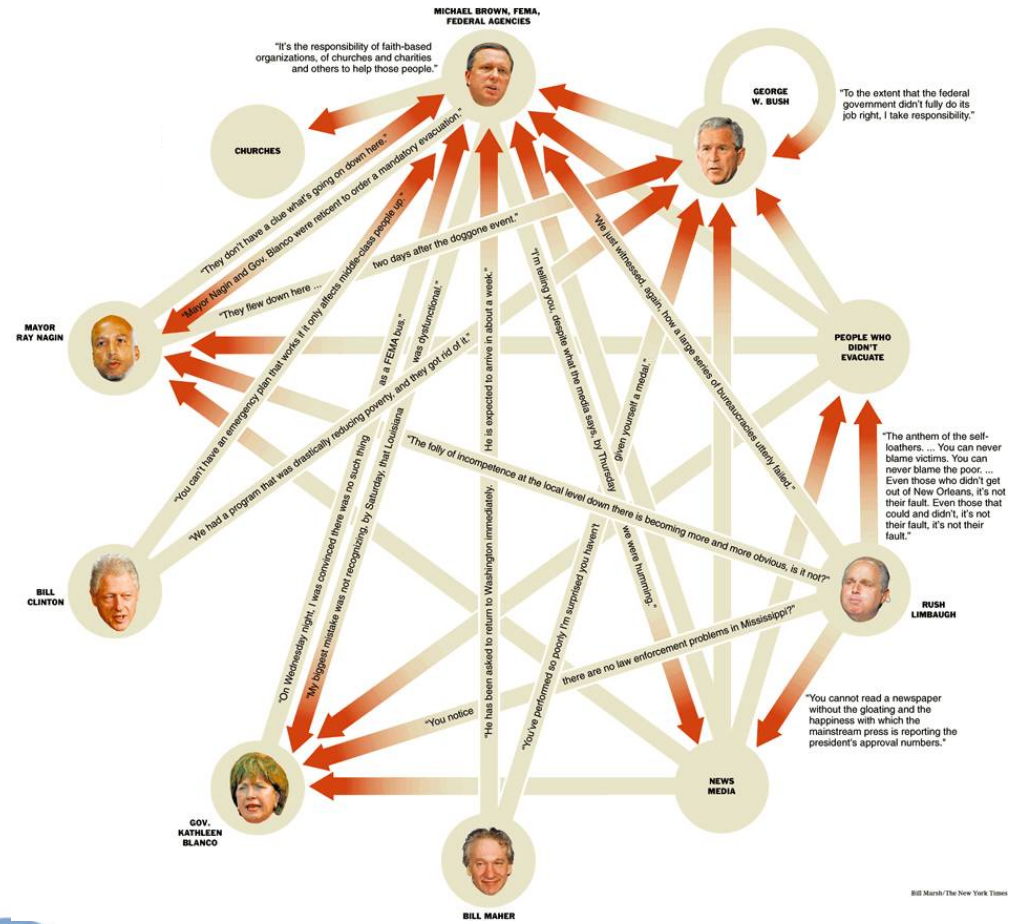 MICHAEL BROWN, FEMA,
FEDERAL AGENCIES
"It's the responsibility of faith-based
organizations, of churches and charities
and others to help those people."
GEORGE
W. BUSH
"To the extent that the federal
government didn't fully do its
job right, I take responsibility."
CHURCHES
"They don't have a clue what's going on down here."
"Mayor Nagin and Gov. Blanco were reticent to order a mandatory evacuation."
"They flew down here ... two days after the doggone event."
MAYOR
RAY NAGIN
PEOPLE WHO
DIDN'T
EVACUATE
"You can't have an emergency plan that works if it only affects middle-class people up."
"We had a program that was drastically reducing poverty, and they got rid of it."
"On Wednesday night, I was convinced there was no such thing as a FEMA bus."
"My biggest mistake was not recognizing, by Saturday, that Louisiana was dysfunctional."
"He has been asked to return to Washington immediately. He is expected to arrive in about a week."
"You've performed so poorly I'm surprised you haven't given yourself a medal."
"I'm telling you, despite what the media says, by Thursday we were humming."
"We just witnessed, again, how a large series of bureaucracies utterly failed."
"The folly of incompetence at the local level down there is becoming more and more obvious, is it not?"
"You notice there are no law enforcement problems in Mississippi?"
"The anthem of the self-
loathers. ... You can never
blame victims. You can
never blame the poor. ...
Even those who didn't get
out of New Orleans, it's not
their fault. Even those that
could and didn't, it's not
their fault, it's not their
fault."
BILL
CLINTON
RUSH
LIMBAUGH
"You cannot read a newspaper
without the gloating and the
happiness with which the
mainstream press is reporting the
president's approval numbers."
NEWS
MEDIA
GOV.
KATHLEEN
BLANCO
BILL MAHER
Bill Marsh/The New York Times